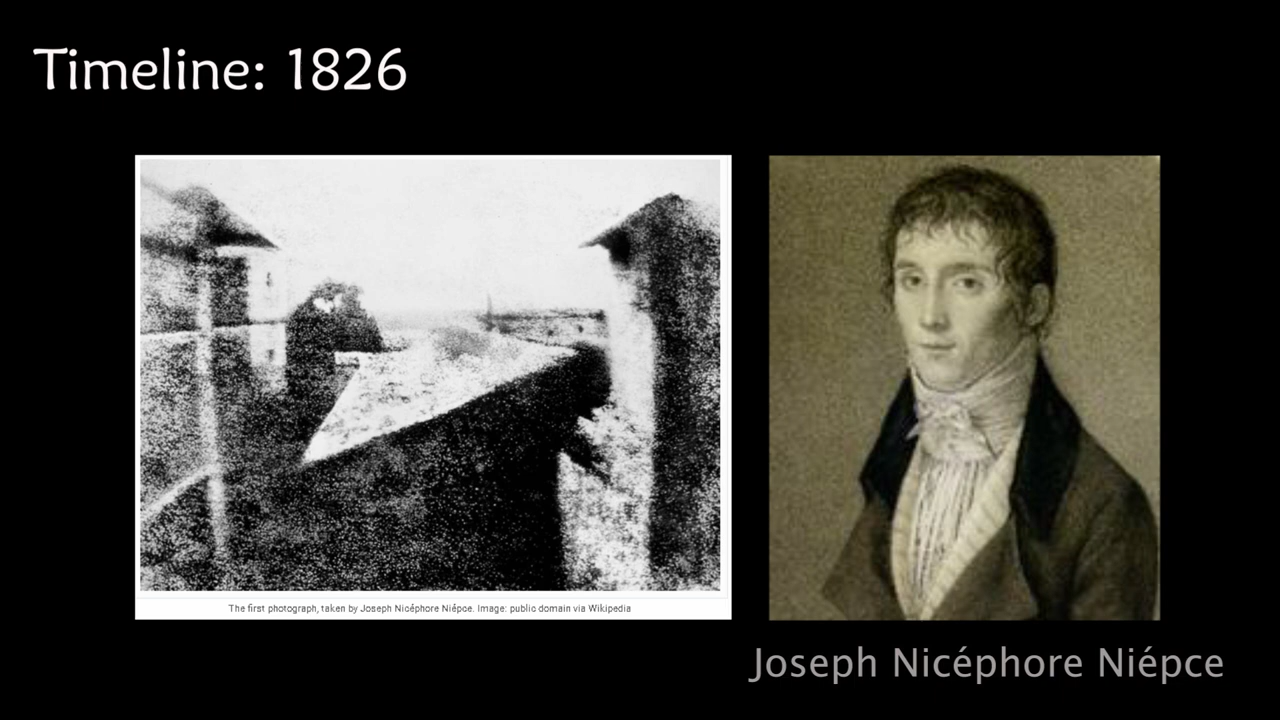 Timeline: 1826
The first photograph, taken by Joseph Nicéphore Niépce. Image: public domain via Wikipedia
Joseph Nicéphore Niépce